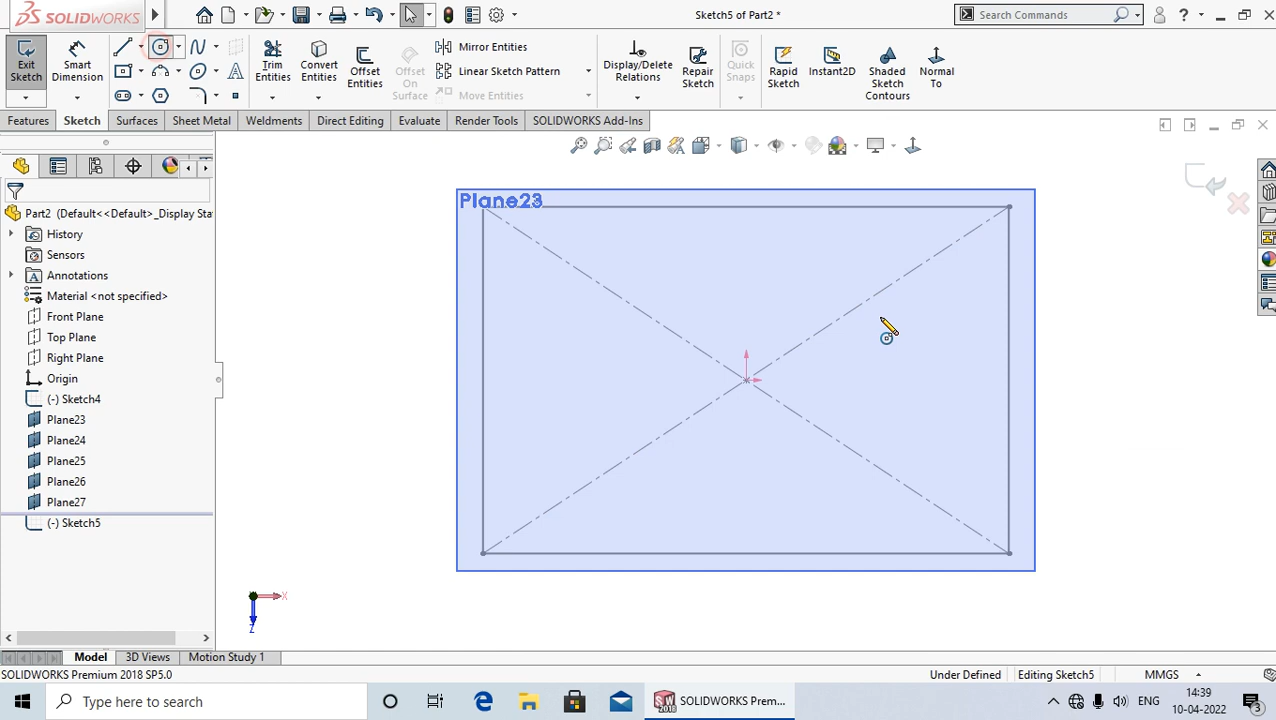 SOLIDWORKS
Sketch5 of Part2 *
Search Commands
?
Exit Sketch
Smart Dimension
Trim Entities
Convert Entities
Offset Entities
Offset On Surface
Mirror Entities
Linear Sketch Pattern
Move Entities
Display/Delete Relations
Repair Sketch
Quick Snaps
Rapid Sketch
Instant2D
Shaded Sketch Contours
Normal To
Features
Sketch
Surfaces
Sheet Metal
Weldments
Direct Editing
Evaluate
Render Tools
SOLIDWORKS Add-Ins
Part2 (Default<<Default>_Display Sta
History
Sensors
Annotations
Material <not specified>
Front Plane
Top Plane
Right Plane
Origin
(-) Sketch4
Plane23
Plane24
Plane25
Plane26
Plane27
(-) Sketch5
Plane23
X
Z
Model
3D Views
Motion Study 1
SOLIDWORKS Premium 2018 SP5.0
Under Defined
Editing Sketch5
MMGS
Type here to search
SOLIDWORKS Prem...
ENG
14:39
10-04-2022
3